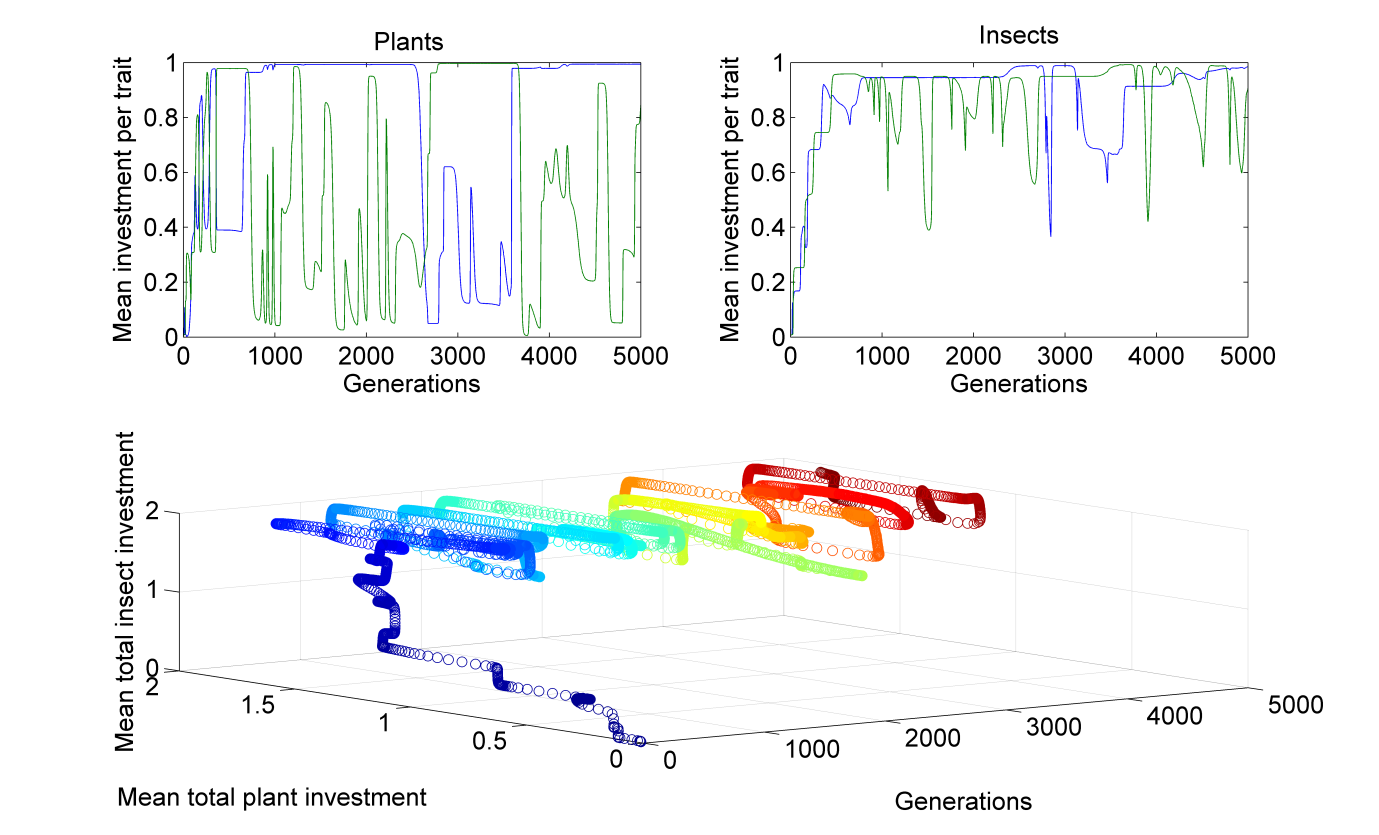 Plants
Mean investment per trait
1
0.8
0.6
0.4
0.2
0
0 1000 2000 3000 4000 5000
Generations
Insects
Mean investment per trait
1
0.8
0.6
0.4
0.2
0
0 1000 2000 3000 4000 5000
Generations
Mean total insect investment
2
1
0
2
1.5
1
0.5
0
0
1000
2000
3000
4000
5000
Mean total plant investment
Generations